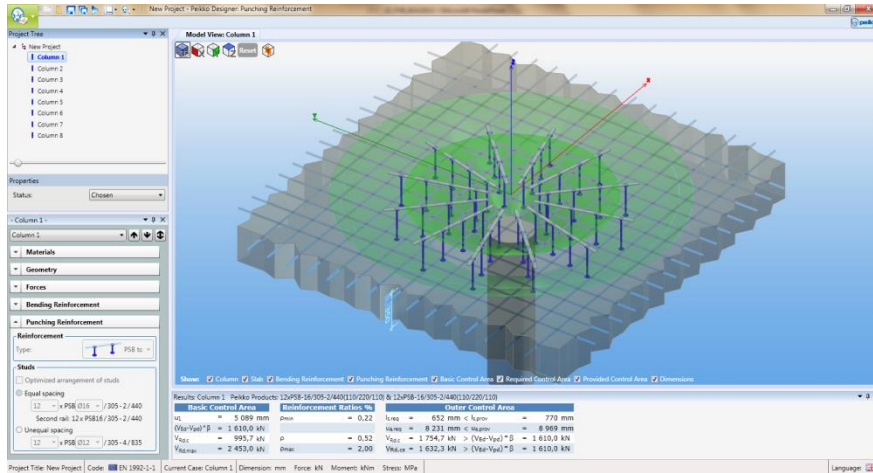 New Project - Peikko Designer: Punching Reinforcement
Project Tree
New Project
Column 1
Column 2
Column 3
Column 4
Column 5
Column 6
Column 7
Column 8
Properties
Status: Chosen
- Column 1 -
Column 1
Materials
Geometry
Forces
Bending Reinforcement
Punching Reinforcement
Reinforcement
Type: PSB tc
Studs
Optimized arrangement of studs
Equal spacing
12 x PSB Ø16 /305 - 2 / 440
Second rail: 12 x PSB16/305 - 2 / 440
Unequal spacing
12 x PSB Ø12 /305 - 4 / 835
Model View: Column 1
Reset
Z
X
Y
Show: Column Slab Bending Reinforcement Punching Reinforcement Basic Control Area Required Control Area Provided Control Area Dimensions
Results: Column 1 Peikko Products: 12xPSB-16/305-2/440(110/220/110) & 12xPSB-16/305-2/440(220/110/110)
Basic Control Area Reinforcement Ratios % Outer Control Area
u1 = 5 089 mm ρmin = 0,22 ls,req = 652 mm < ls,prov = 770 mm
(VEd-Vpd)*β = 1 610,0 kN ua,req = 8 231 mm < ua,prov = 8 969 mm
VRd,c = 995,7 kN ρ = 0,52 VRd,c = 1 754,7 kN > (VEd-Vpd)*β = 1 610,0 kN
VRd,max = 2 453,0 kN ρmax = 2,00 VRd,ca = 1 632,3 kN > (VEd-Vpd)*β = 1 610,0 kN
Project Title: New Project Code: EN 1992-1-1 Current Case: Column 1 Dimension: mm Force: kN Moment: kNm Stress: MPa Language: